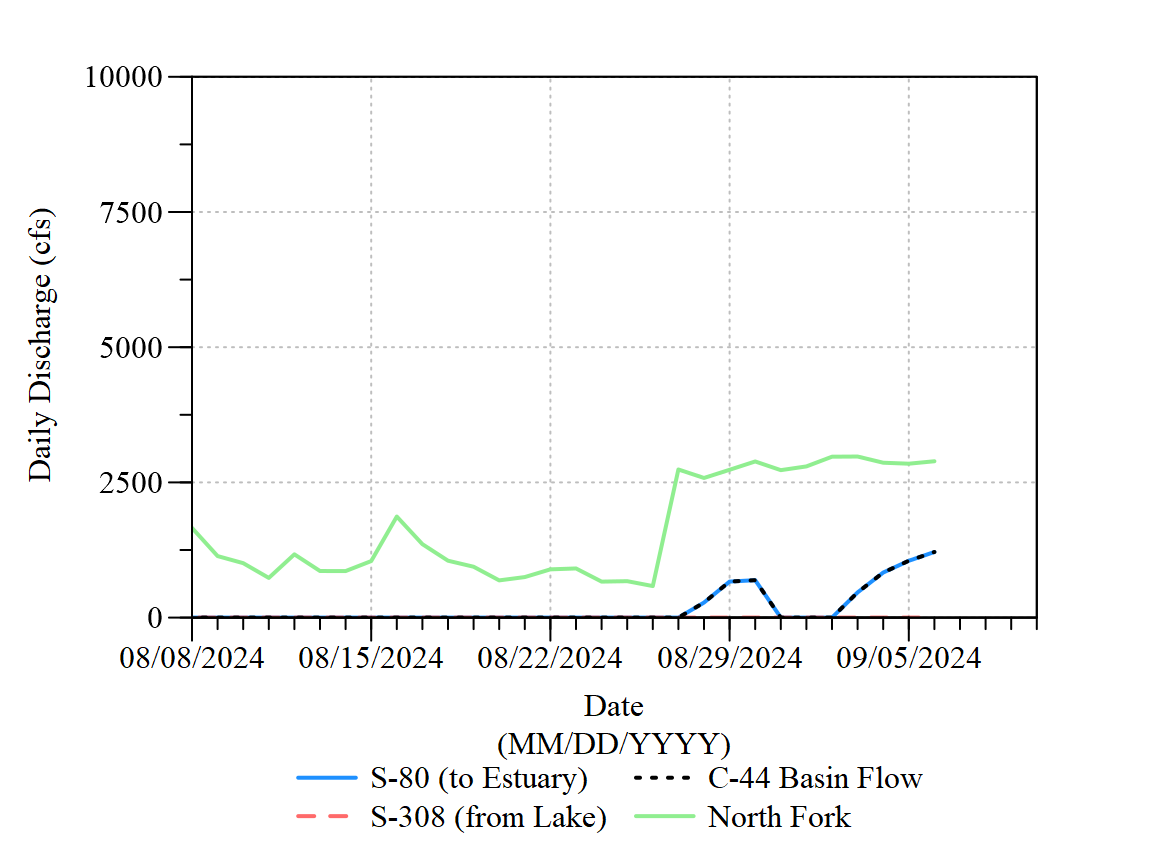 10000
7500
5000
2500
0
Daily Discharge (cfs)
08/08/2024 08/15/2024 08/22/2024 08/29/2024 09/05/2024
Date
(MM/DD/YYYY)
S-80 (to Estuary) C-44 Basin Flow
S-308 (from Lake) North Fork